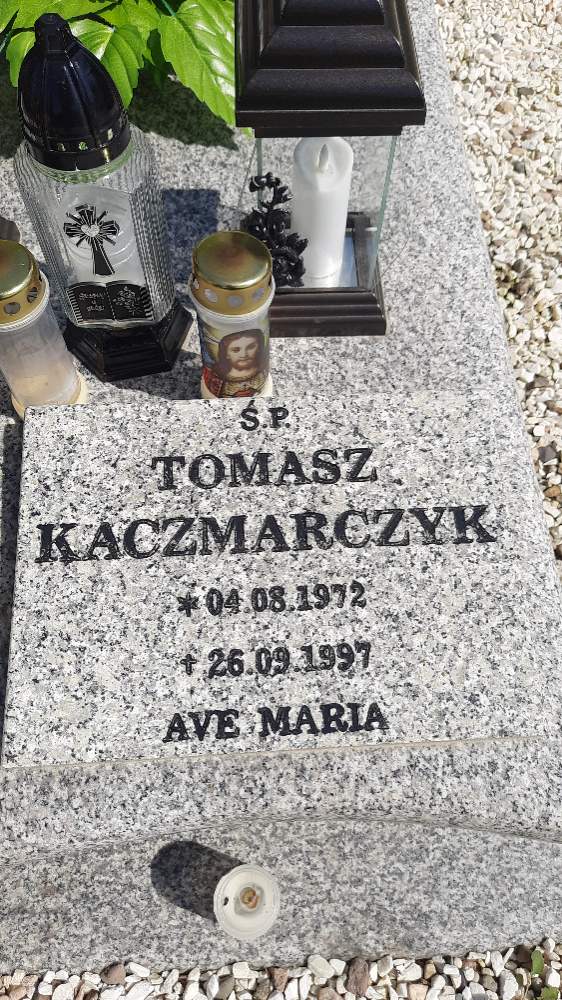 Ś.P.
TOMASZ
KACZMARCZYK
* 04.08.1972
† 26.09.1997
AVE MARIA